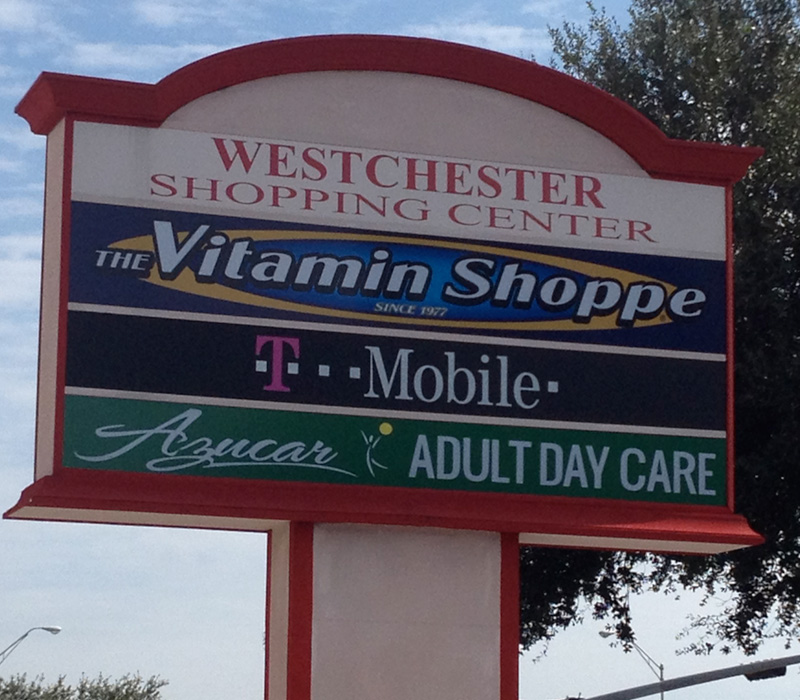 WESTCHESTER
SHOPPING CENTER
THE Vitamin Shoppe
SINCE 1977
T··Mobile·
Azucar ADULT DAY CARE